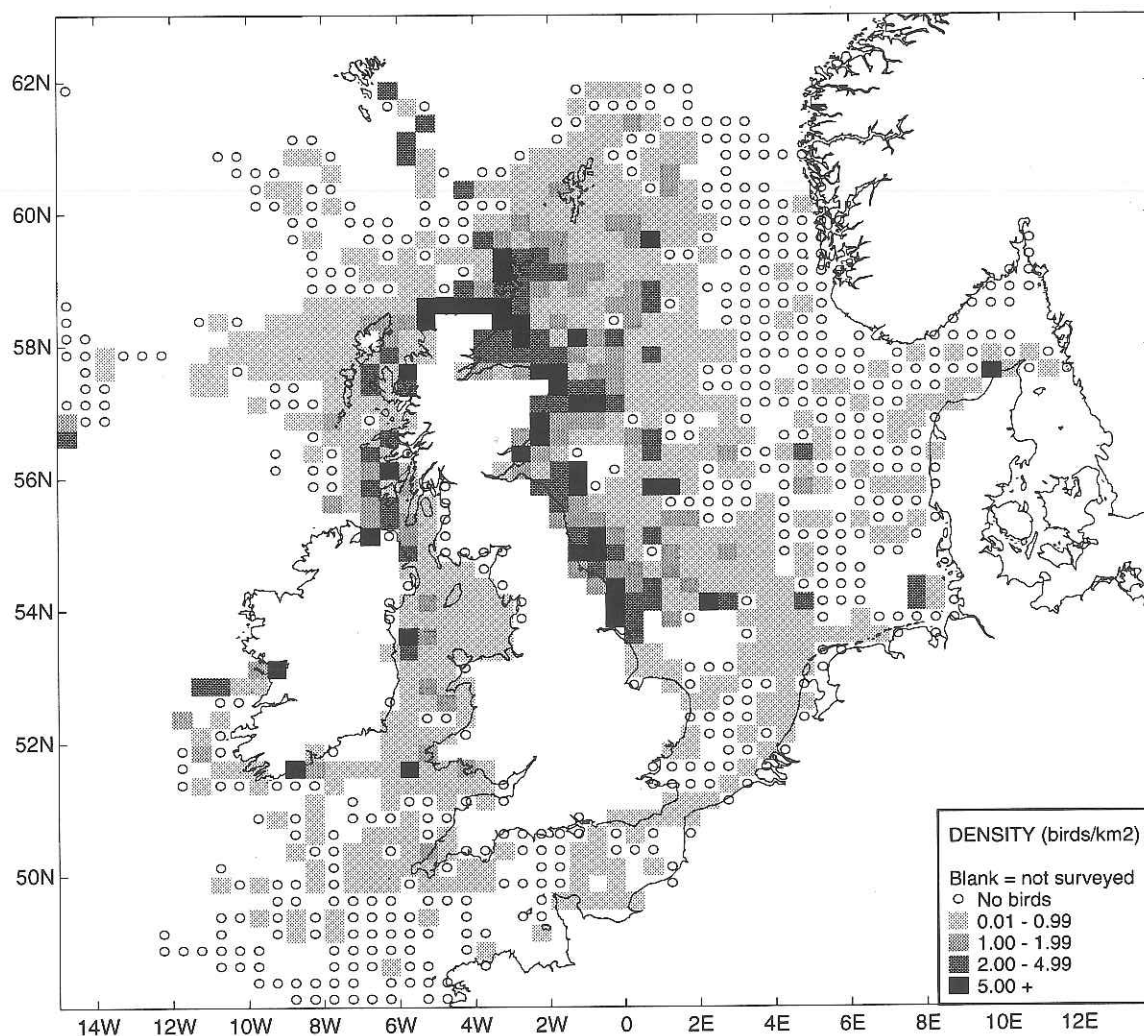 62N
60N
58N
56N
54N
52N
50N
14W 12W 10W 8W 6W 4W 2W 0 2E 4E 6E 8E 10E 12E
DENSITY (birds/km2)
Blank = not surveyed
No birds
0.01 - 0.99
1.00 - 1.99
2.00 - 4.99
5.00 +